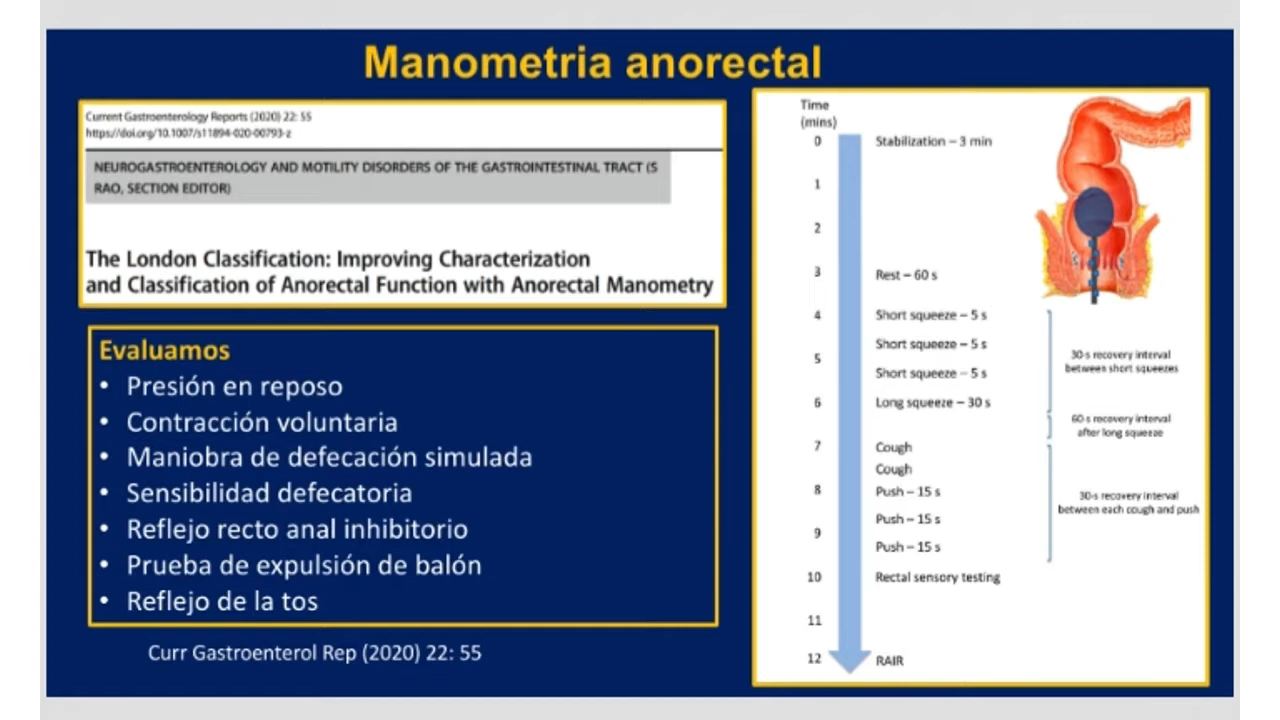 Manometria anorectal
Current Gastroenterology Reports (2020) 22: 55
https://doi.org/10.1007/s11894-020-00793-z
NEUROGASTROENTEROLOGY AND MOTILITY DISORDERS OF THE GASTROINTESTINAL TRACT (S
RAO, SECTION EDITOR)
The London Classification: Improving Characterization
and Classification of Anorectal Function with Anorectal Manometry
Evaluamos
• Presión en reposo
• Contracción voluntaria
• Maniobra de defecación simulada
• Sensibilidad defecatoria
• Reflejo recto anal inhibitorio
• Prueba de expulsión de balón
• Reflejo de la tos
Curr Gastroenterol Rep (2020) 22: 55
Time
(mins)
0 Stabilization – 3 min
1
2
3 Rest – 60 s
4 Short squeeze – 5 s
Short squeeze – 5 s
5
Short squeeze – 5 s
6 Long squeeze – 30 s
30-s recovery interval
between short squeezes
60-s recovery interval
after long squeeze
7 Cough
Cough
8 Push – 15 s
Push – 15 s
9
Push – 15 s
30-s recovery interval
between each cough and push
10 Rectal sensory testing
11
12 RAIR